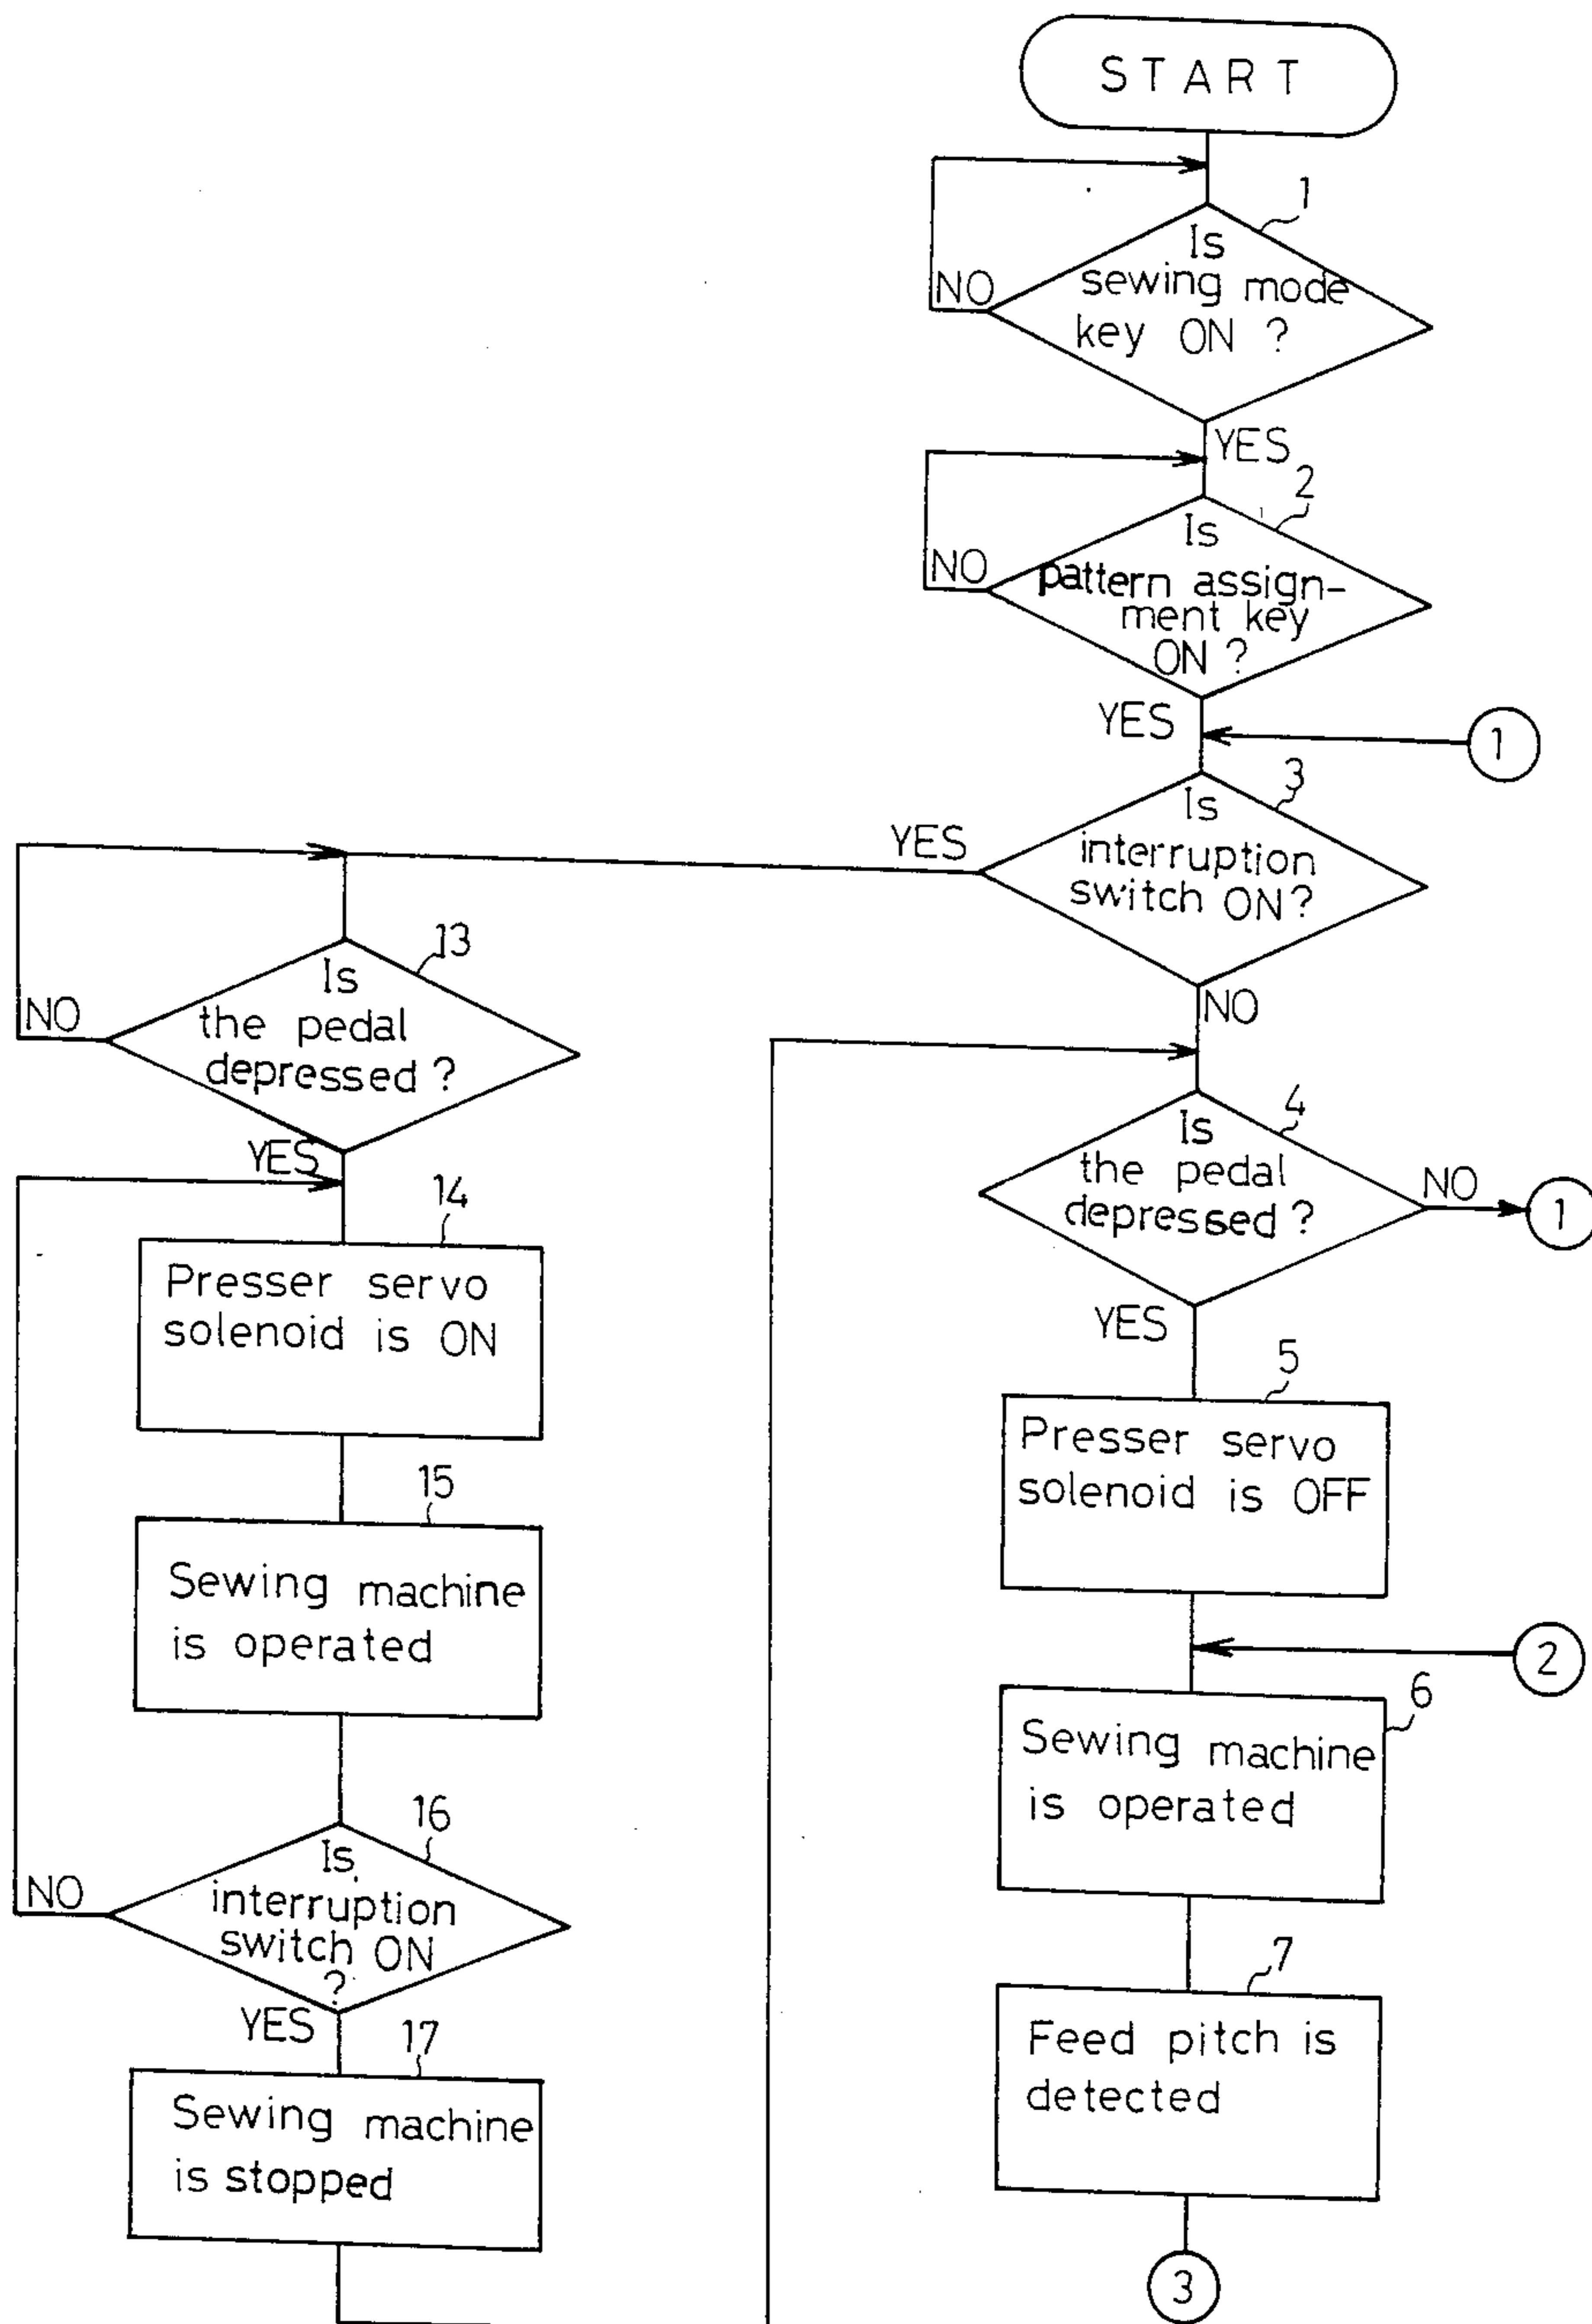 START
1
Is
sewing mode
key ON ?
NO
YES
2
Is
pattern assign-
ment key
ON ?
NO
YES
1
3
Is
interruption
switch ON?
YES
NO
13
Is
the pedal
depressed ?
NO
YES
4
Is
the pedal
depressed ?
NO
1
YES
14
Presser servo
solenoid is ON
5
Presser servo
solenoid is OFF
15
Sewing machine
is operated
2
6
Sewing machine
is operated
16
Is
interruption
switch ON
?
NO
YES
7
Feed pitch is
detected
17
Sewing machine
is stopped
3